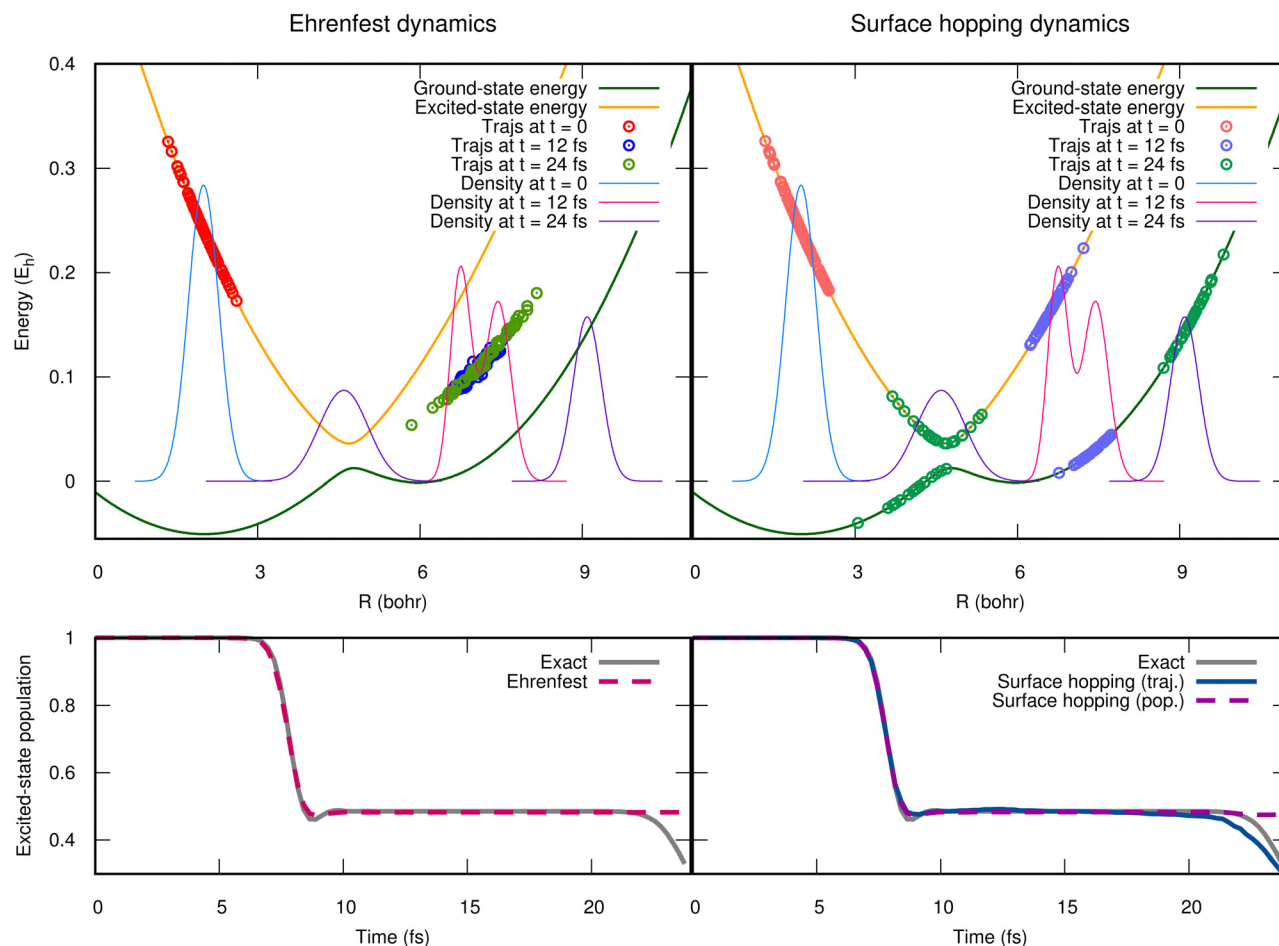 Ehrenfest dynamics
Surface hopping dynamics
0.4
0.3
0.2
0.1
0
Energy (E_h)
Ground-state energy
Excited-state energy
Trajs at t = 0
Trajs at t = 12 fs
Trajs at t = 24 fs
Density at t = 0
Density at t = 12 fs
Density at t = 24 fs
0 3 6 9
R (bohr)
Ground-state energy
Excited-state energy
Trajs at t = 0
Trajs at t = 12 fs
Trajs at t = 24 fs
Density at t = 0
Density at t = 12 fs
Density at t = 24 fs
0 3 6 9
R (bohr)
1
0.8
0.6
0.4
Excited-state population
Exact
Ehrenfest
0 5 10 15 20
Time (fs)
Exact
Surface hopping (traj.)
Surface hopping (pop.)
0 5 10 15 20
Time (fs)